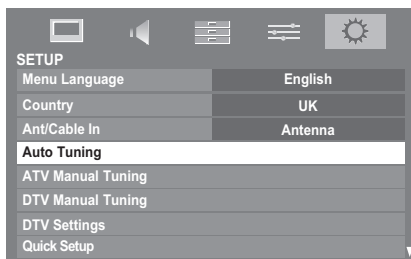 SETUP
Menu Language English
Country UK
Ant/Cable In Antenna
Auto Tuning
ATV Manual Tuning
DTV Manual Tuning
DTV Settings
Quick Setup